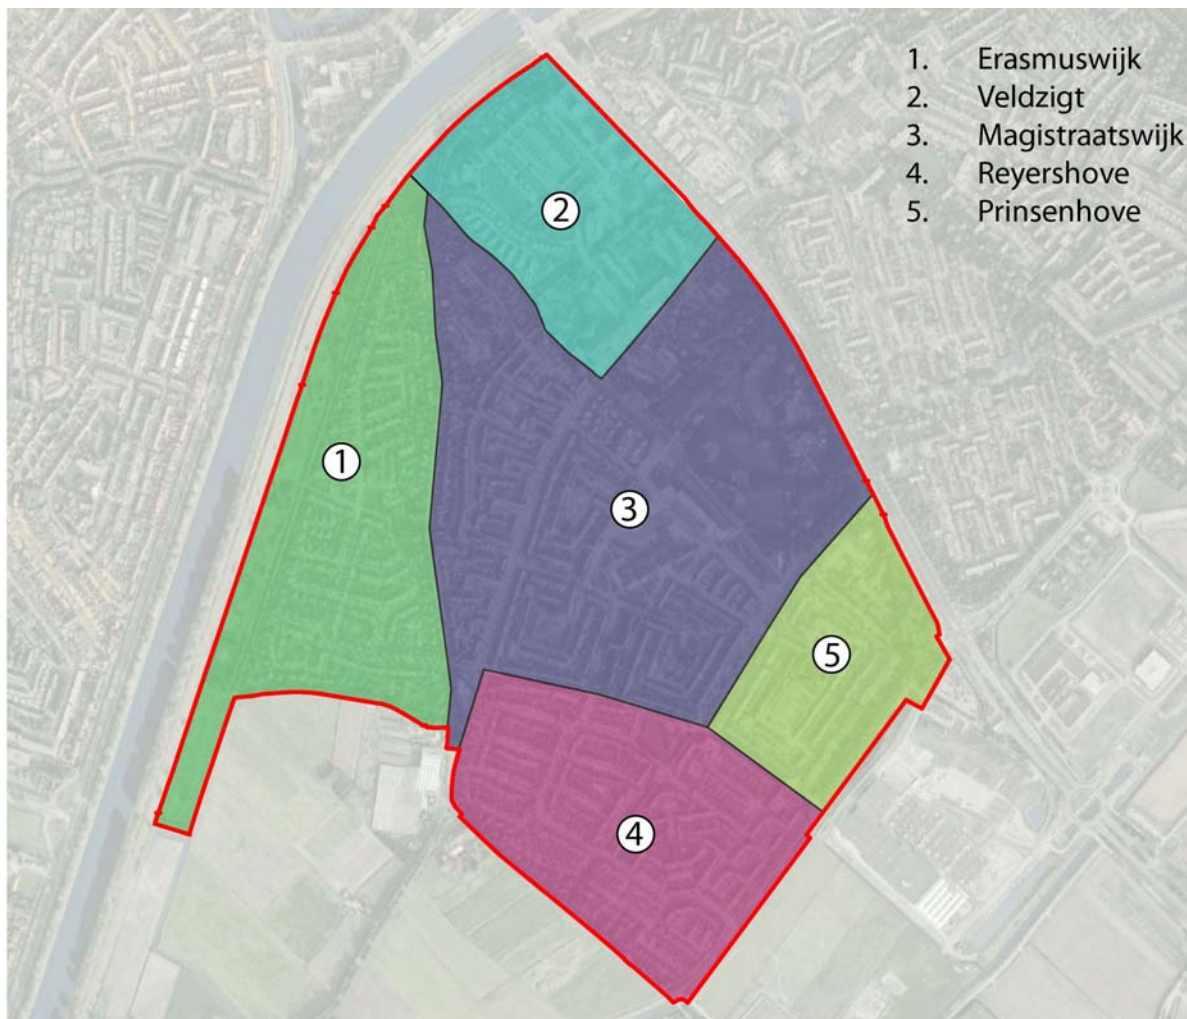 1. Erasmuswijk
2. Veldzigt
3. Magistraatswijk
4. Reyershove
5. Prinsenhove
2
1
3
5
4